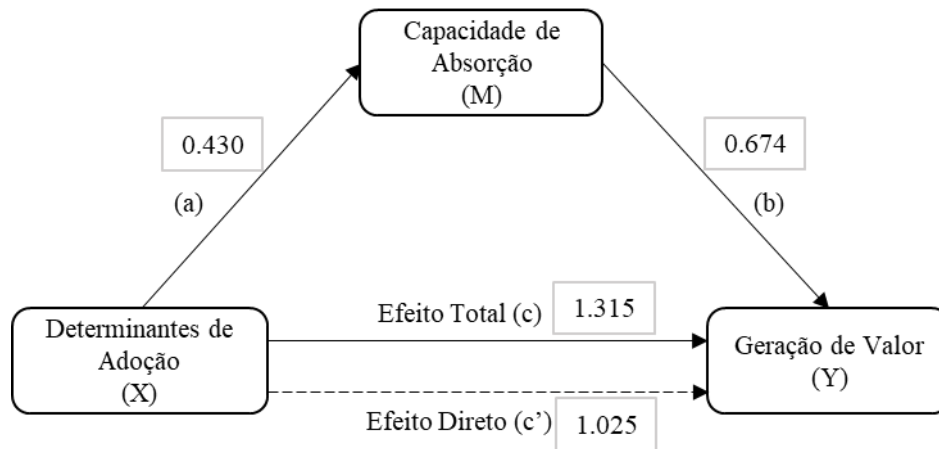 Capacidade de
Absorção
(M)
0.430
0.674
(a)
(b)
Efeito Total (c)
1.315
Determinantes de
Adoção
(X)
Geração de Valor
(Y)
Efeito Direto (c’)
1.025